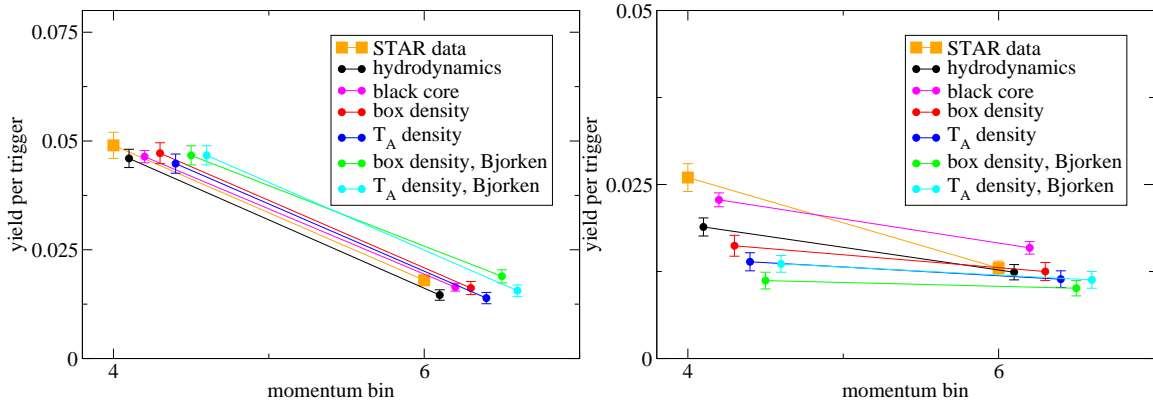 0.075
0.05
0.025
0
yield per trigger
4
6
momentum bin
STAR data
hydrodynamics
black core
box density
T_A density
box density, Bjorken
T_A density, Bjorken
0.05
0.025
0
yield per trigger
4
6
momentum bin
STAR data
hydrodynamics
black core
box density
T_A density
box density, Bjorken
T_A density, Bjorken